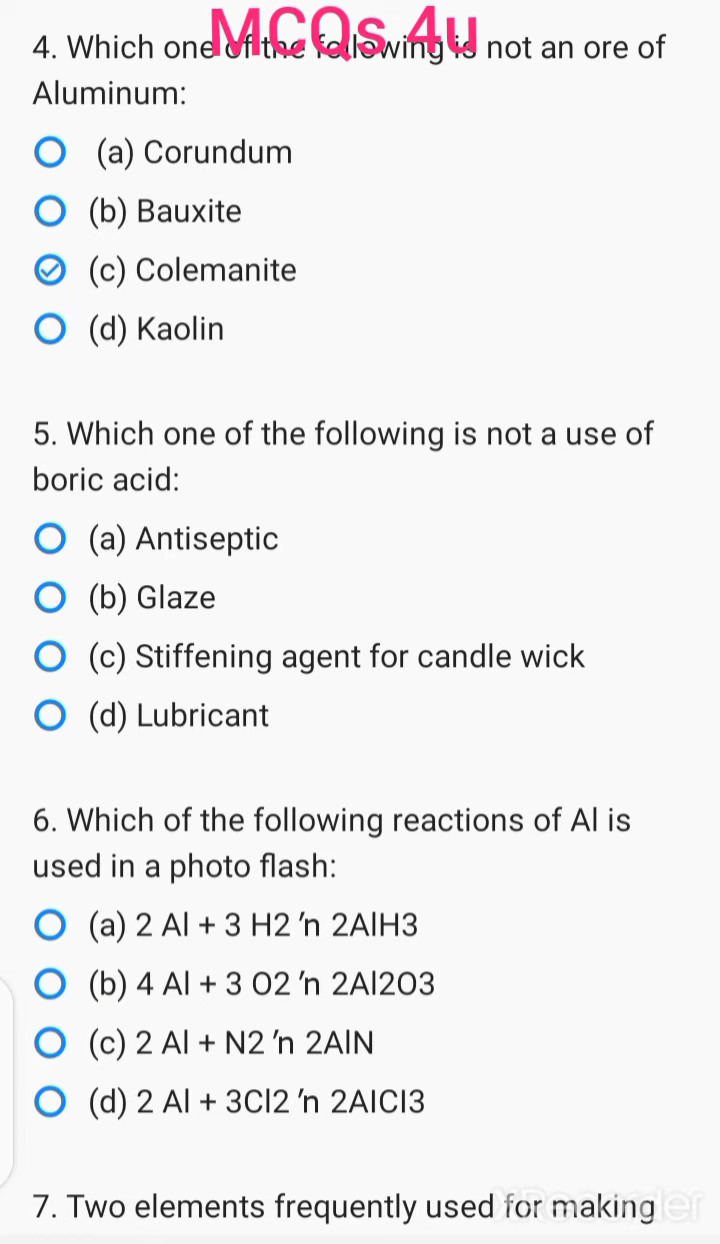 MCQs 4u
4. Which one of the following is not an ore of
Aluminum:
(a) Corundum
(b) Bauxite
(c) Colemanite
(d) Kaolin
5. Which one of the following is not a use of
boric acid:
(a) Antiseptic
(b) Glaze
(c) Stiffening agent for candle wick
(d) Lubricant
6. Which of the following reactions of Al is
used in a photo flash:
(a) 2 Al + 3 H2 ’n 2AlH3
(b) 4 Al + 3 O2 ’n 2Al2O3
(c) 2 Al + N2 ’n 2AlN
(d) 2 Al + 3Cl2 ’n 2AlCl3
7. Two elements frequently used for making
XRecorder